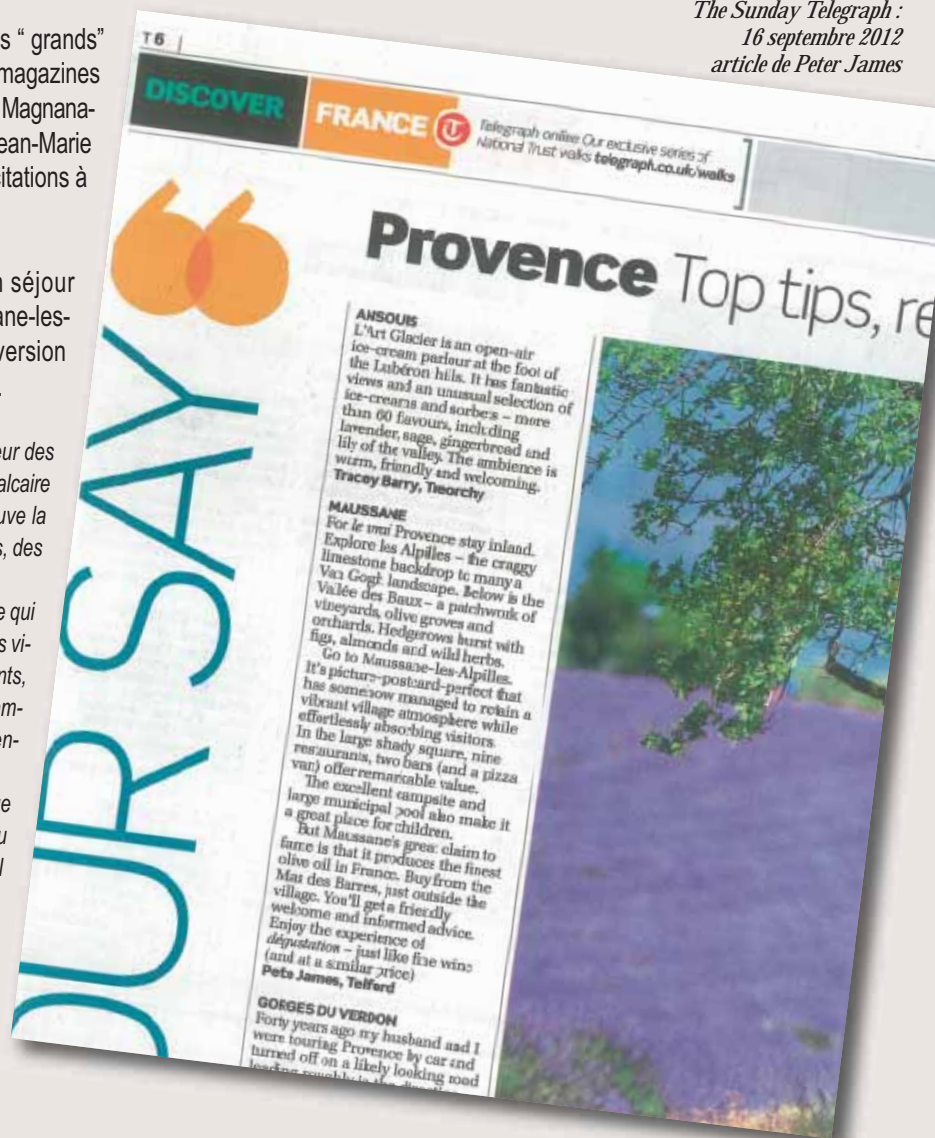 s “ grands”
magazines
Magnana-
ean-Marie
citations à
séjour
ane-les-
version
eur des
alcaire
uve la
s, des
e qui
s vi-
nts,
om-
en-
ue
u
The Sunday Telegraph :
16 septembre 2012
article de Peter James
T 6
DISCOVER
FRANCE
Telegraph online Our exclusive series of
National Trust walks telegraph.co.uk/walks
OUR SAY
Provence Top tips, re
ANSOUIS
L'Art Glacier is an open-air
ice-cream parlour at the foot of
the Lubéron hills. It has fantastic
views and an unusual selection of
ice-creams and sorbets – more
than 60 flavours, including
lavender, sage, gingerbread and
lily of the valley. The ambience is
warm, friendly and welcoming.
Tracey Barry, Treorchy
MAUSSANE
For le vrai Provence stay inland.
Explore les Alpilles – the craggy
limestone backdrop to many a
Van Gogh landscape. Below is the
Vallée des Baux – a patchwork of
vineyards, olive groves and
orchards. Hedgerows burst with
figs, almonds and wild herbs.
Go to Maussane-les-Alpilles.
It's picture-postcard-perfect that
has somehow managed to retain a
vibrant village atmosphere while
effortlessly absorbing visitors.
In the large shady square, nine
restaurants, two bars (and a pizza
van) offer remarkable value.
The excellent campsite and
large municipal pool also make it
a great place for children.
But Maussane's great claim to
fame is that it produces the finest
olive oil in France. Buy from the
Mas des Barres, just outside the
village. You'll get a friendly
welcome and informed advice.
Enjoy the experience of
dégustation – just like fine wine
(and at a similar price)
Pete James, Telford
GORGES DU VERDON
Forty years ago my husband and I
were touring Provence by car and
turned off on a likely looking road
leading roughly in the